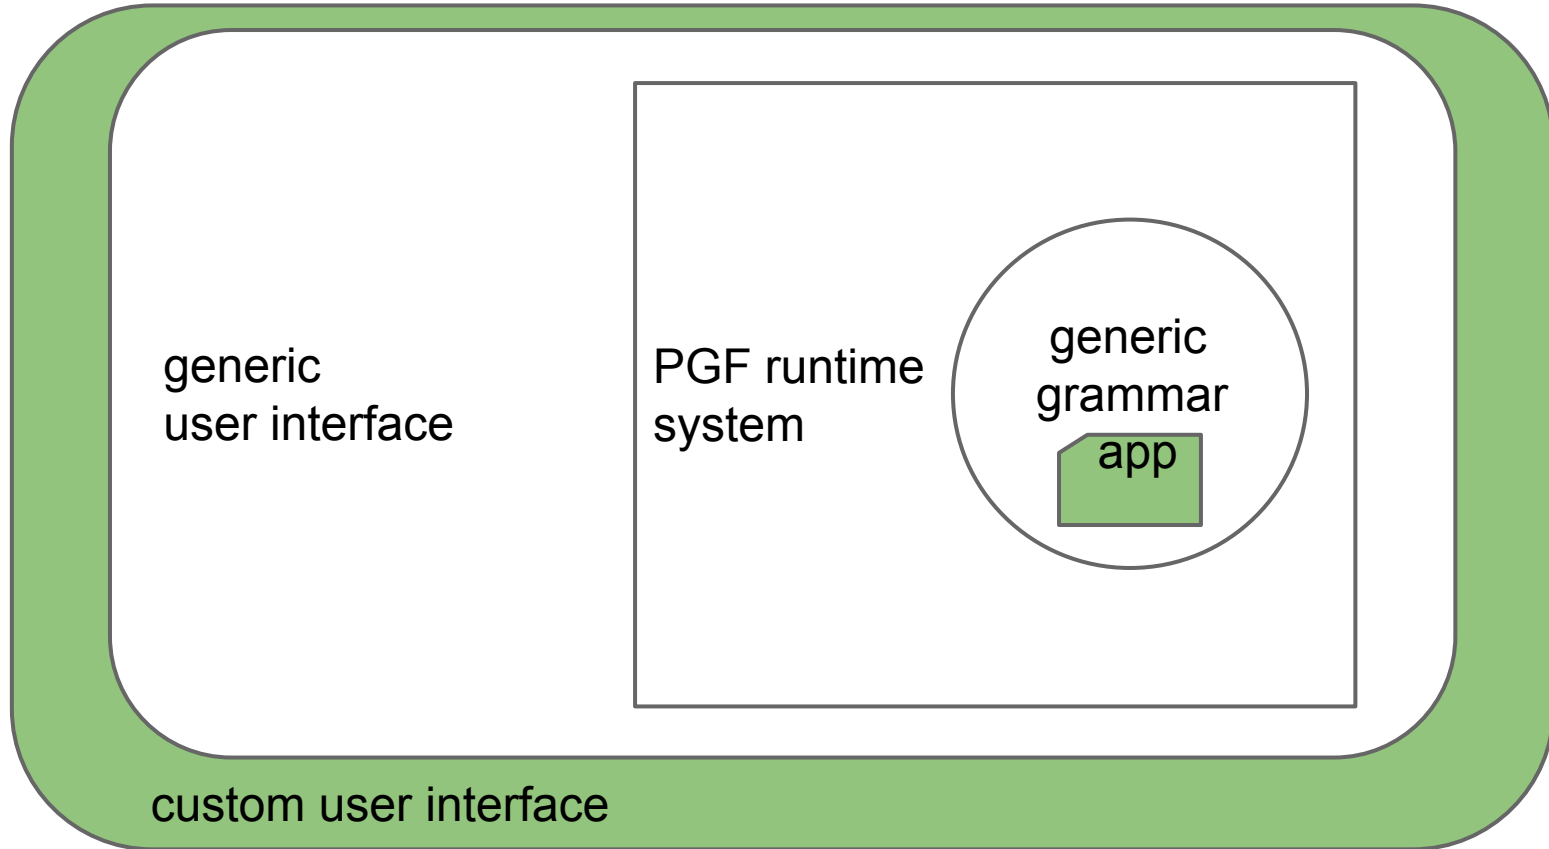 generic
user interface
PGF runtime
system
generic
grammar
app
custom user interface